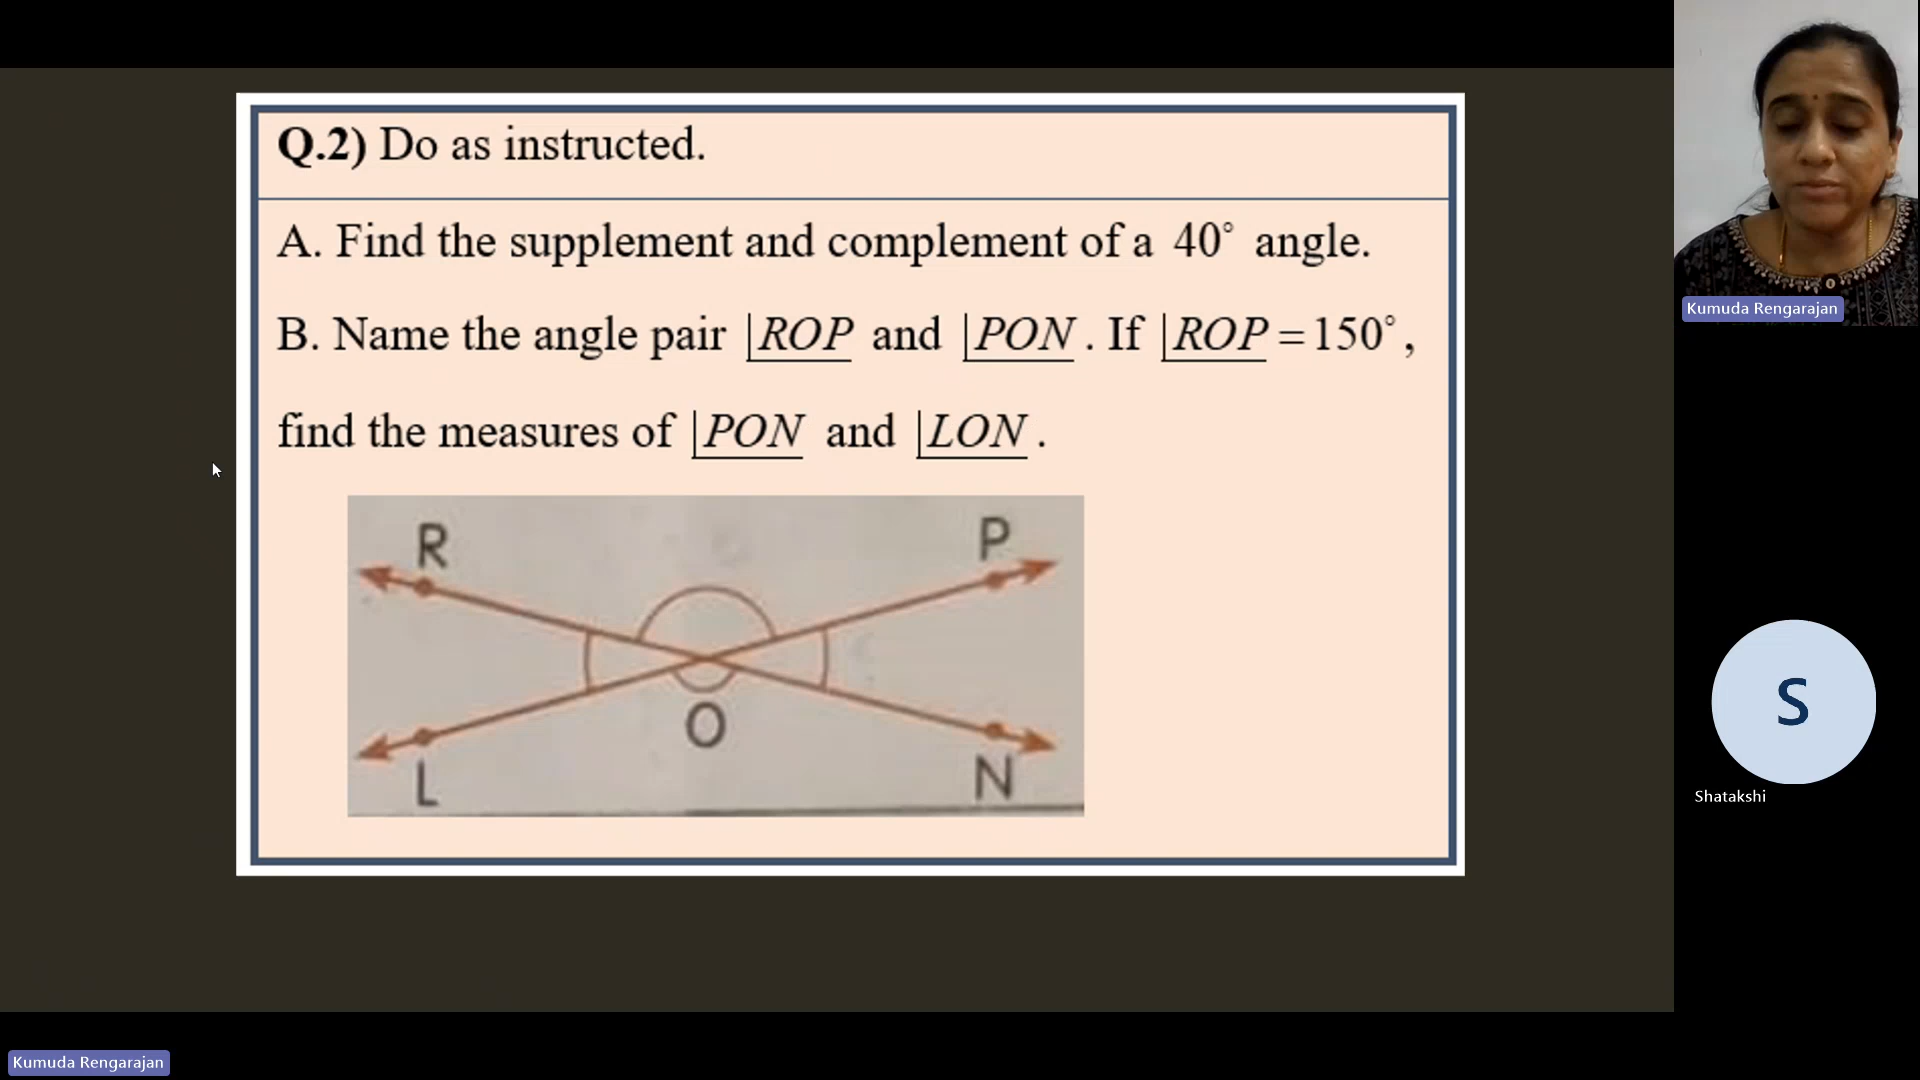 Q.2) Do as instructed.
A. Find the supplement and complement of a 40° angle.
B. Name the angle pair ∠ROP and ∠PON. If ∠ROP = 150°,
find the measures of ∠PON and ∠LON.
R
P
O
L
N
Kumuda Rengarajan
S
Shatakshi
Kumuda Rengarajan